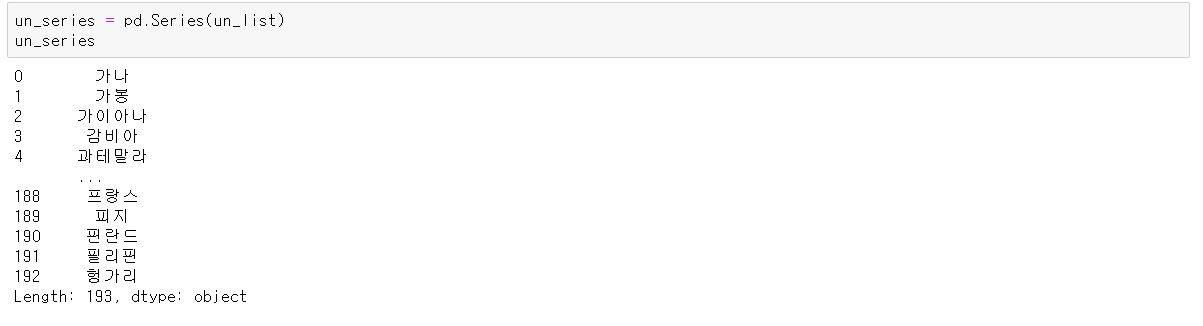 un_series = pd.Series(un_list)
un_series
0 가나
1 가봉
2 가이아나
3 감비아
4 과테말라
...
188 프랑스
189 피지
190 핀란드
191 필리핀
192 헝가리
Length: 193, dtype: object